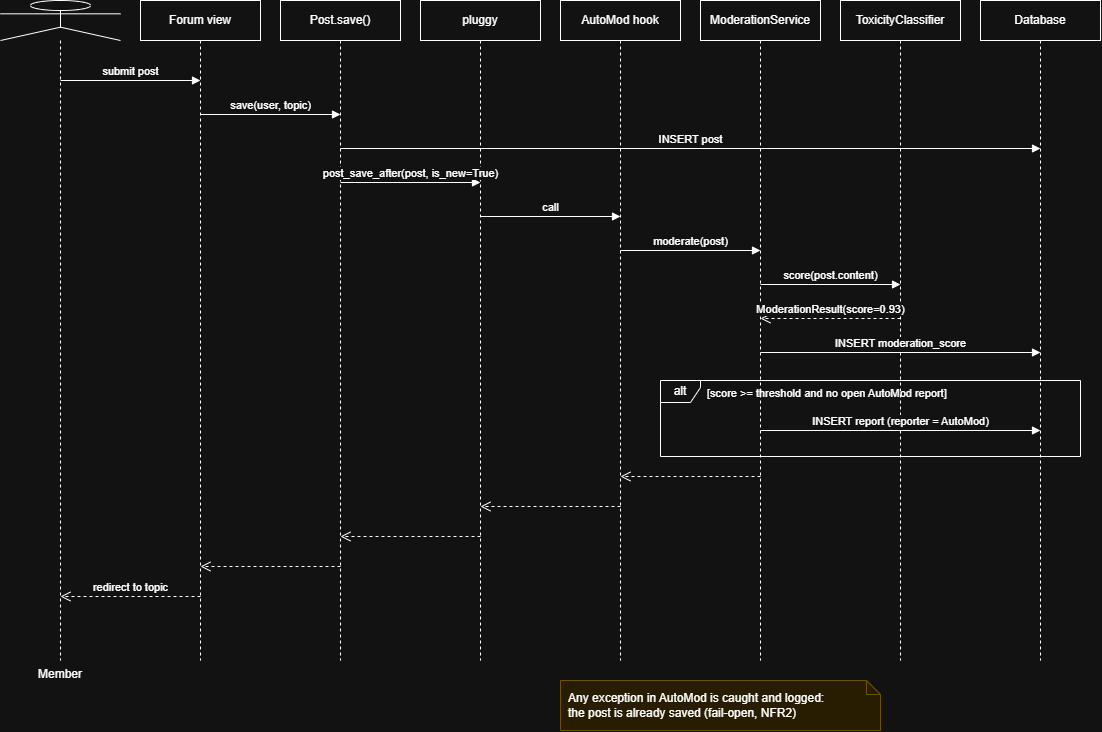 Forum view
Post.save()
pluggy
AutoMod hook
ModerationService
ToxicityClassifier
Database
submit post
save(user, topic)
INSERT post
post_save_after(post, is_new=True)
call
moderate(post)
score(post.content)
ModerationResult(score=0.93)
INSERT moderation_score
alt
[score >= threshold and no open AutoMod report]
INSERT report (reporter = AutoMod)
redirect to topic
Member
Any exception in AutoMod is caught and logged:
the post is already saved (fail-open, NFR2)